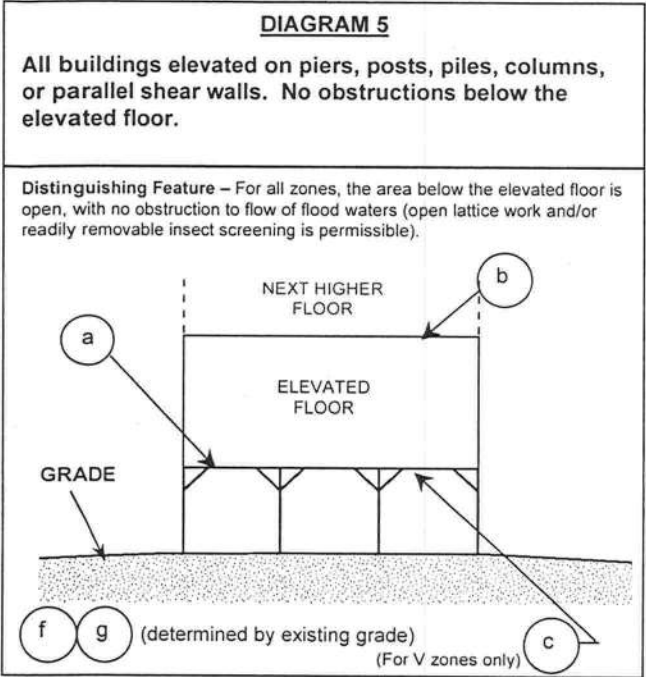 DIAGRAM 5
All buildings elevated on piers, posts, piles, columns,
or parallel shear walls.  No obstructions below the
elevated floor.
Distinguishing Feature – For all zones, the area below the elevated floor is
open, with no obstruction to flow of flood waters (open lattice work and/or
readily removable insect screening is permissible).
NEXT HIGHER
FLOOR
b
a
ELEVATED
FLOOR
GRADE
f g (determined by existing grade)
(For V zones only) c